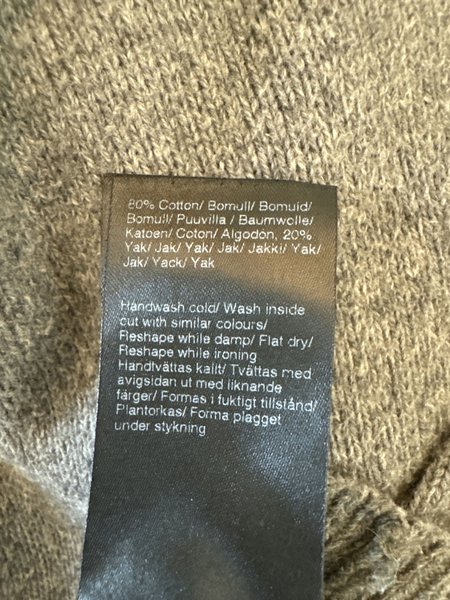 80% Cotton/ Bomull/ Bomuld/
Bomull/ Puuvilla / Baumwolle/
Katoen/ Coton/ Algodón, 20%
Yak/ Jak/ Yak/ Jak/ Jakki/ Yak/
Jak/ Yack/ Yak
Handwash cold/ Wash inside
out with similar colours/
Reshape while damp/ Flat dry/
Reshape while ironing
Handtvättas kallt/ Tvättas med
avigsidan ut med liknande
färger/ Formas i fuktigt tillstånd/
Plantorkas/ Forma plagget
under stykning